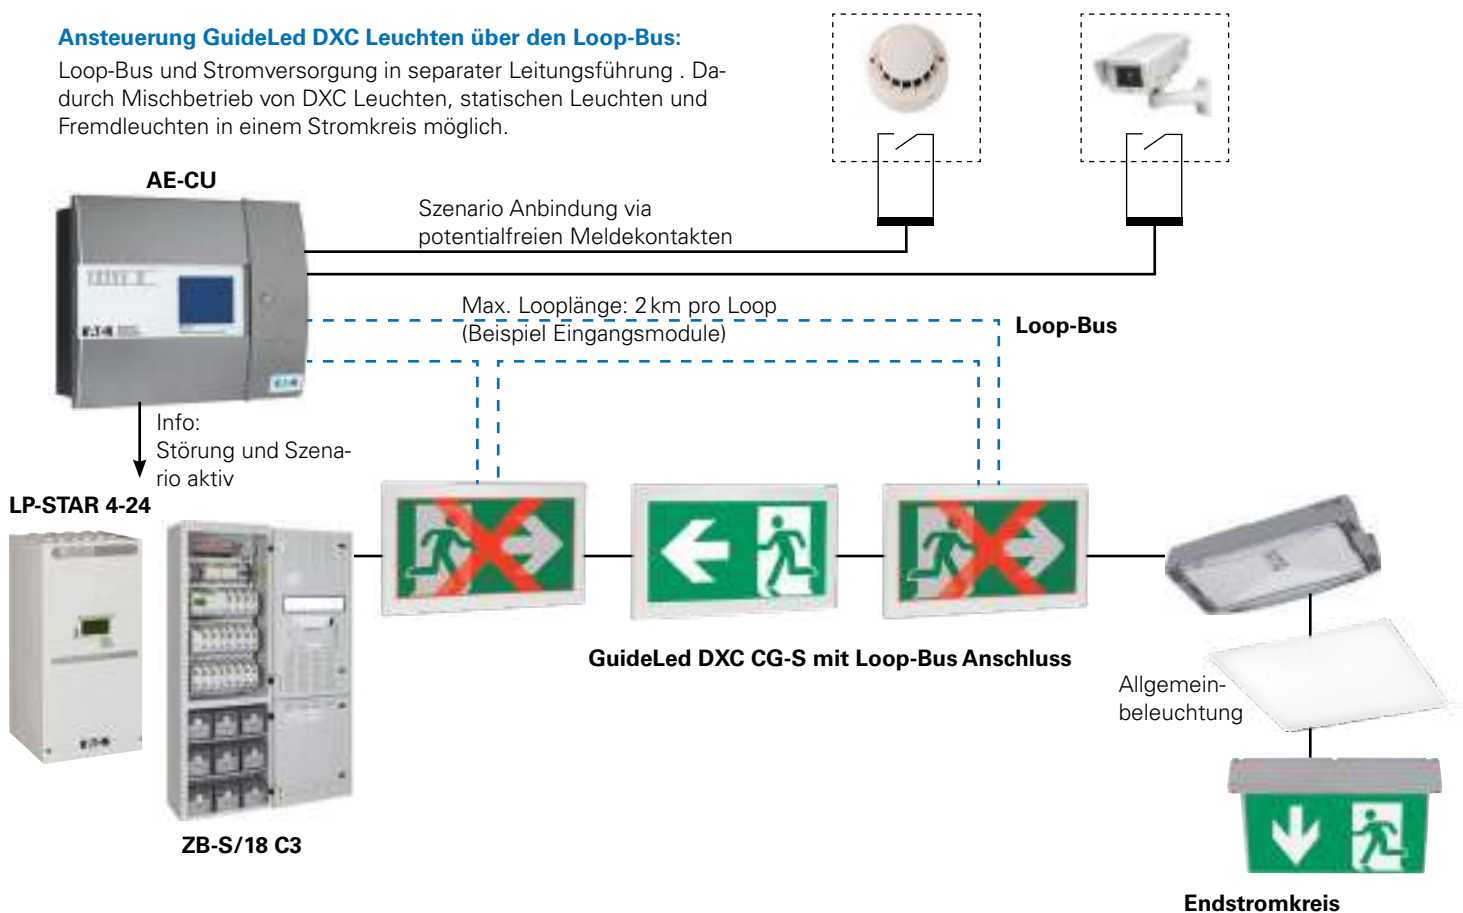 Ansteuerung GuideLed DXC Leuchten über den Loop-Bus:
Loop-Bus und Stromversorgung in separater Leitungsführung . Da-
durch Mischbetrieb von DXC Leuchten, statischen Leuchten und
Fremdleuchten in einem Stromkreis möglich.
AE-CU
Szenario Anbindung via
potentialfreien Meldekontakten
Max. Looplänge: 2 km pro Loop
(Beispiel Eingangsmodule)
Loop-Bus
E·T·N
E·T·N
Info:
Störung und Szena-
rio aktiv
LP-STAR 4-24
E·T·N
GuideLed DXC CG-S mit Loop-Bus Anschluss
Allgemein-
beleuchtung
ZB-S/18 C3
Endstromkreis